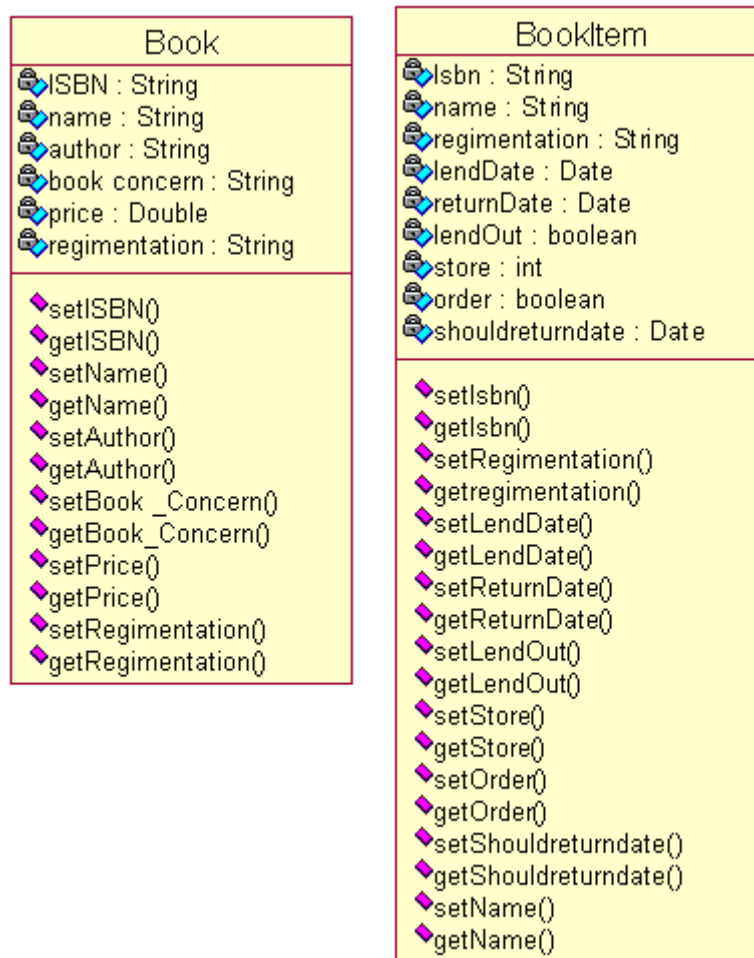 Book
ISBN : String
name : String
author : String
book concern : String
price : Double
regimentation : String
setISBN()
getISBN()
setName()
getName()
setAuthor()
getAuthor()
setBook _Concern()
getBook_Concern()
setPrice()
getPrice()
setRegimentation()
getRegimentation()
BookItem
Isbn : String
name : String
regimentation : String
lendDate : Date
returnDate : Date
lendOut : boolean
store : int
order : boolean
shouldreturndate : Date
setIsbn()
getIsbn()
setRegimentation()
getregimentation()
setLendDate()
getLendDate()
setReturnDate()
getReturnDate()
setLendOut()
getLendOut()
setStore()
getStore()
setOrder()
getOrder()
setShouldreturndate()
getShouldreturndate()
setName()
getName()